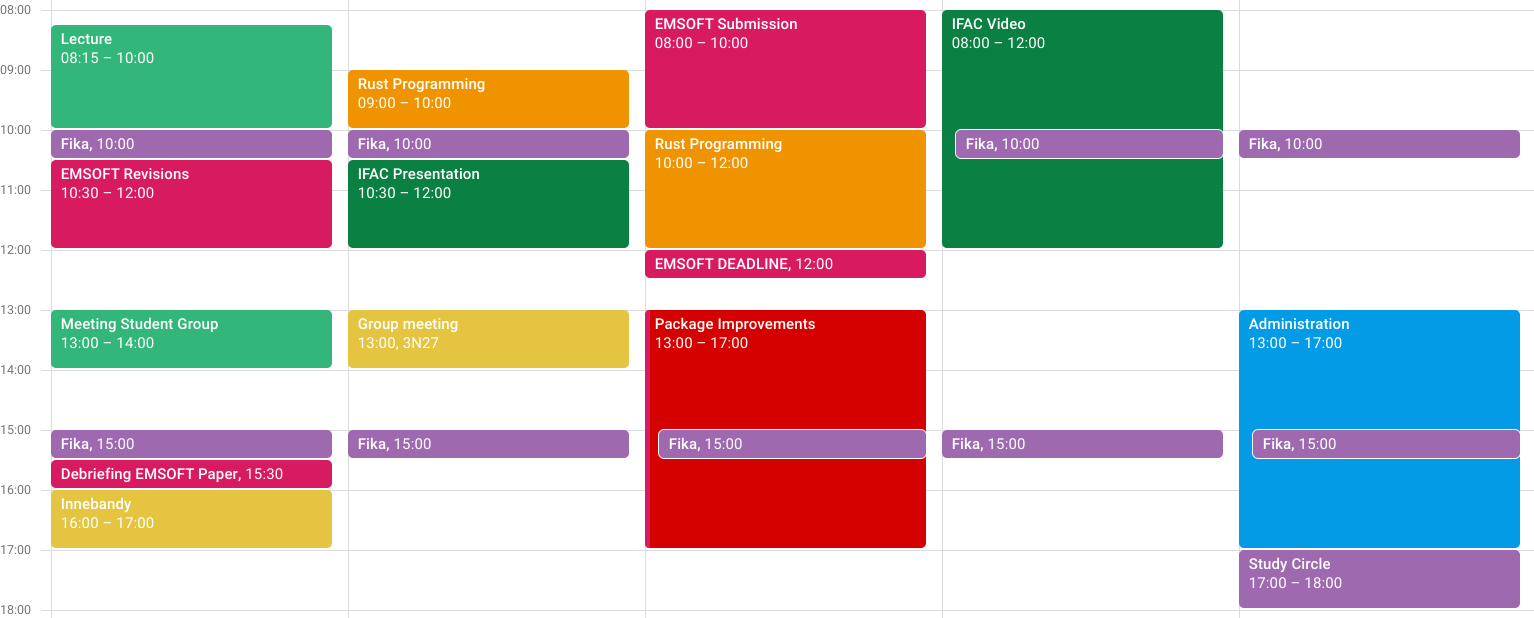 08:00
09:00
10:00
11:00
12:00
13:00
14:00
15:00
16:00
17:00
18:00
Lecture
08:15 – 10:00
Fika, 10:00
EMSOFT Revisions
10:30 – 12:00
Meeting Student Group
13:00 – 14:00
Fika, 15:00
Debriefing EMSOFT Paper, 15:30
Innebandy
16:00 – 17:00
Rust Programming
09:00 – 10:00
Fika, 10:00
IFAC Presentation
10:30 – 12:00
Group meeting
13:00, 3N27
Fika, 15:00
EMSOFT Submission
08:00 – 10:00
Rust Programming
10:00 – 12:00
EMSOFT DEADLINE, 12:00
Package Improvements
13:00 – 17:00
Fika, 15:00
IFAC Video
08:00 – 12:00
Fika, 10:00
Fika, 15:00
Fika, 10:00
Administration
13:00 – 17:00
Fika, 15:00
Study Circle
17:00 – 18:00